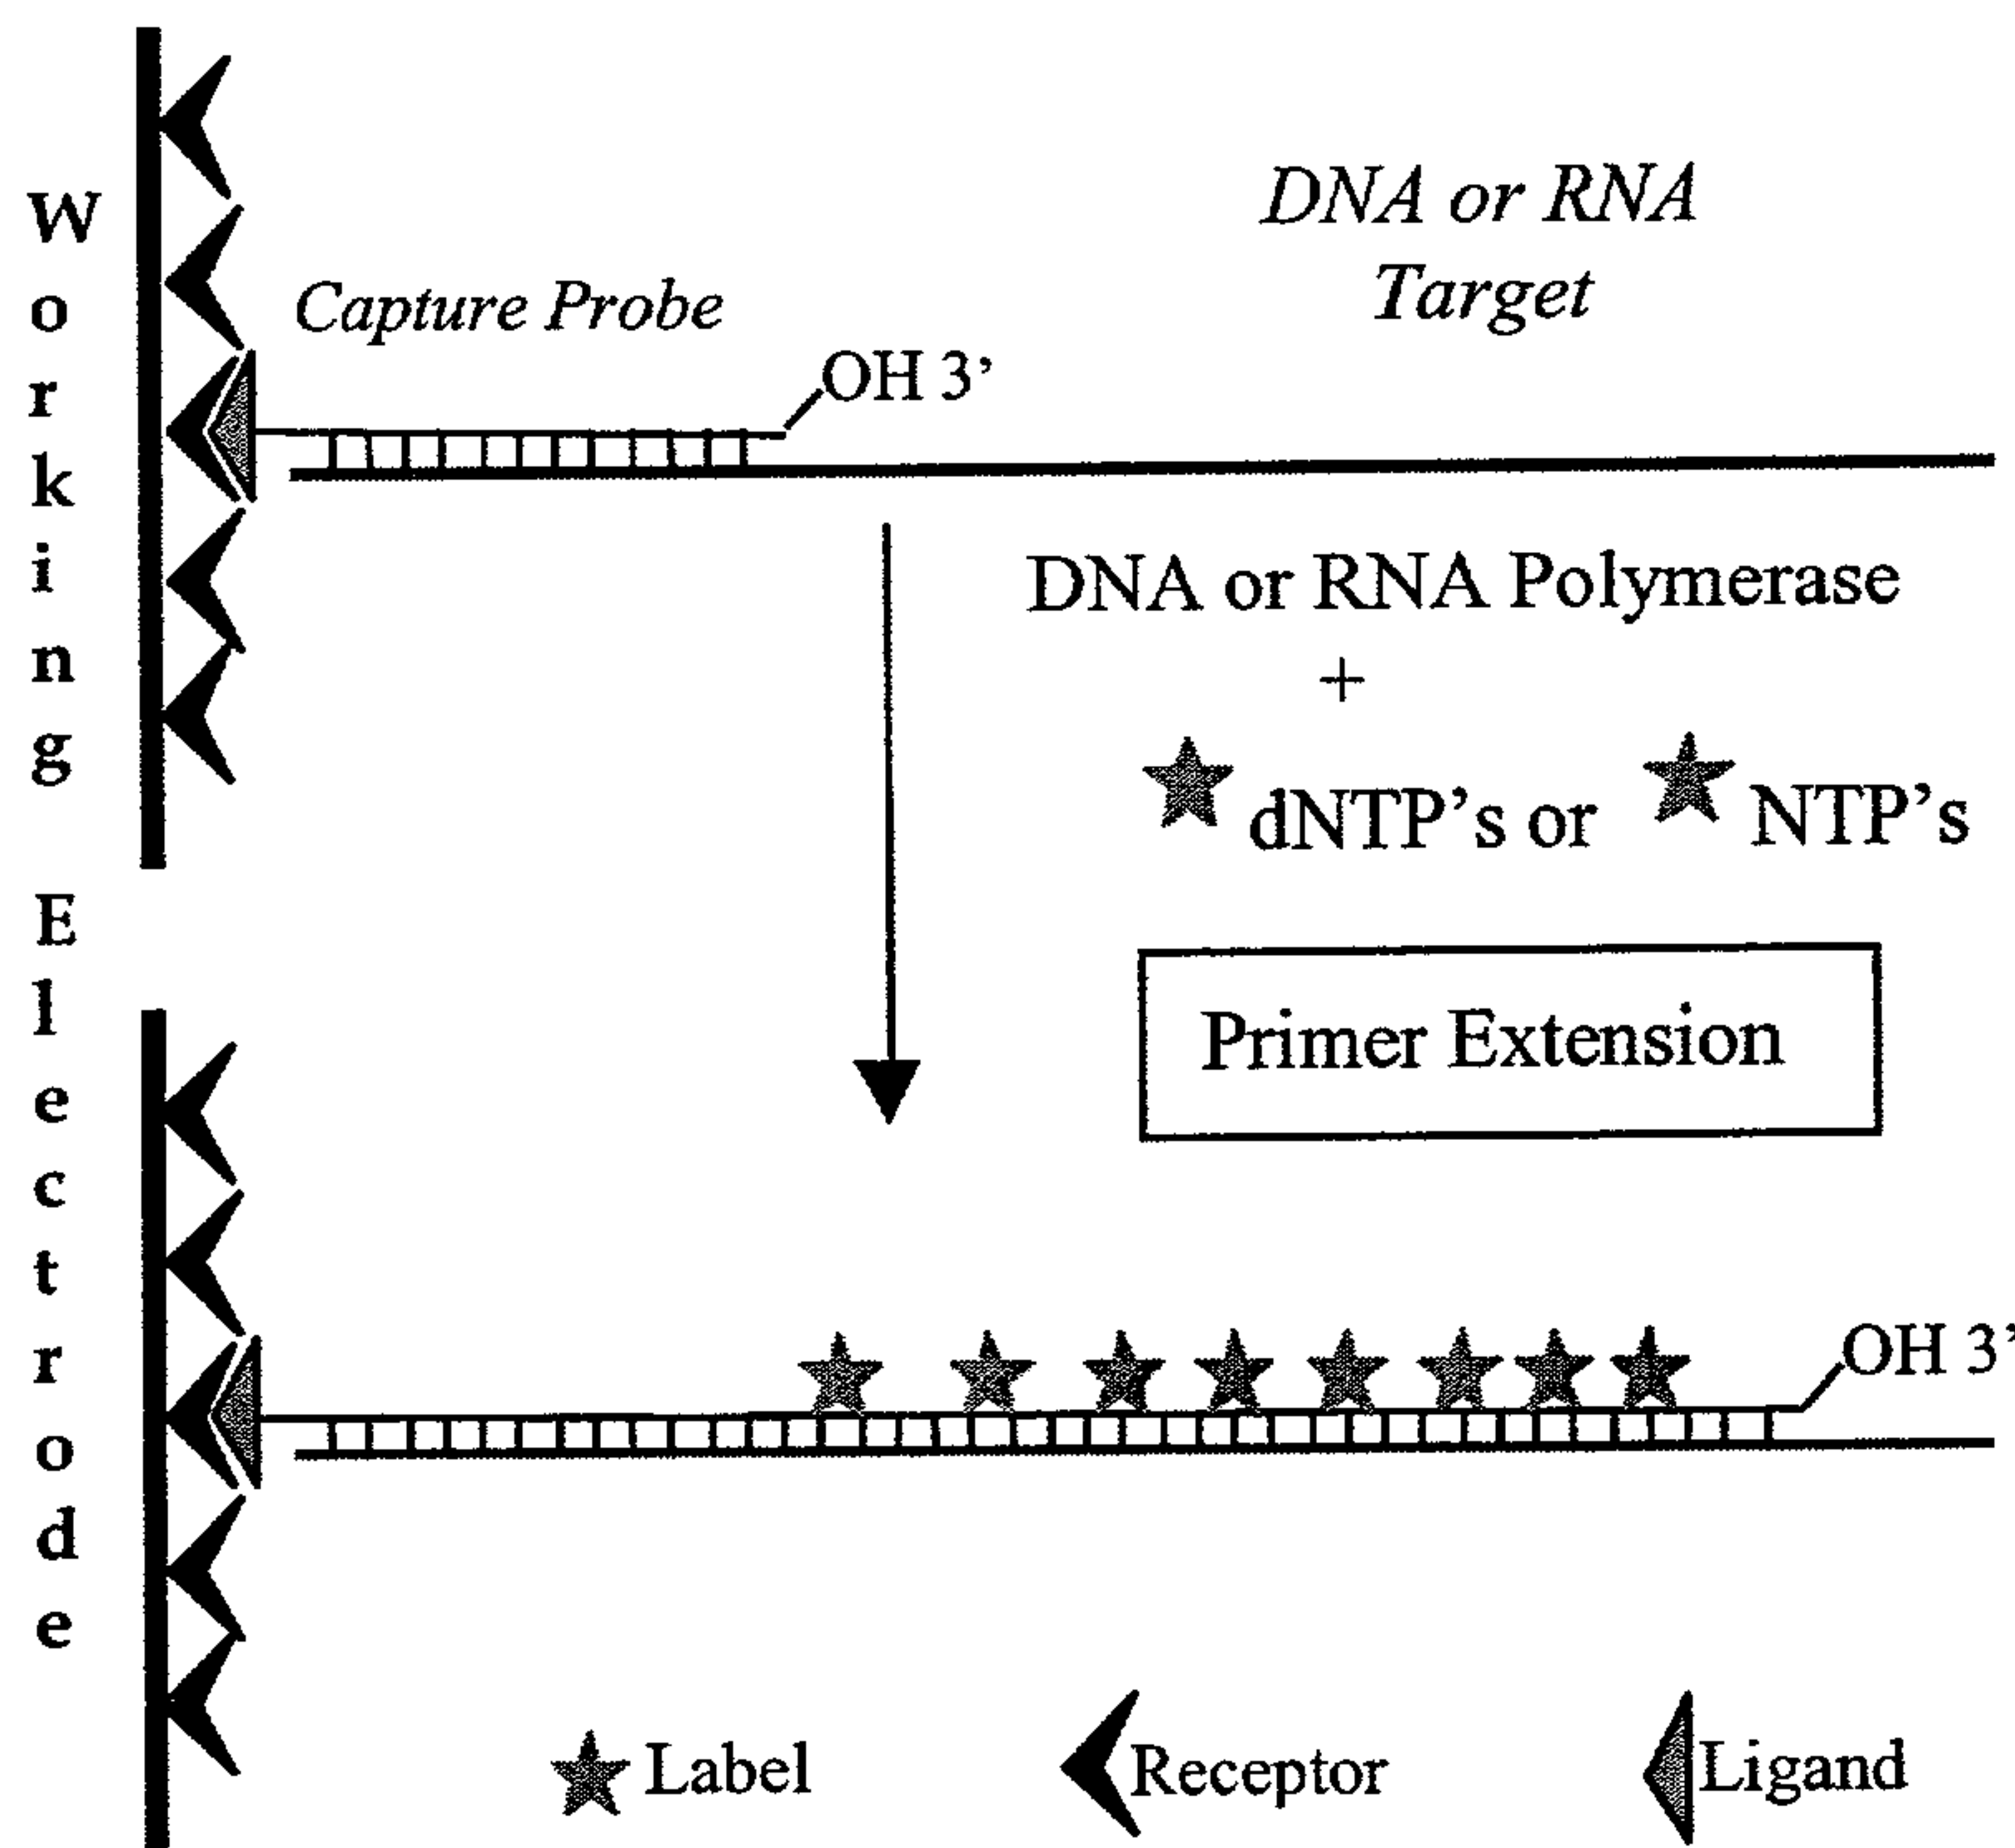 Working Electrode
DNA or RNA
Target
Capture Probe
OH 3’
DNA or RNA Polymerase
+
dNTP’s or NTP’s
Primer Extension
OH 3’
Label Receptor Ligand